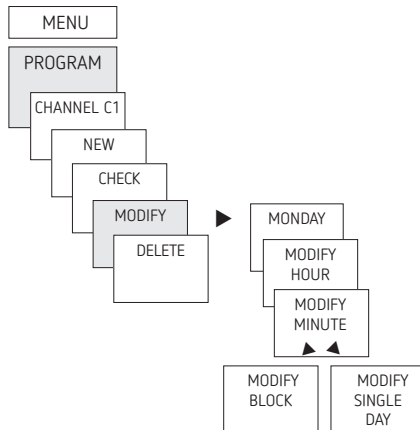 MENU
PROGRAM
CHANNEL C1
NEW
CHECK
MODIFY
DELETE
MONDAY
MODIFY
HOUR
MODIFY
MINUTE
MODIFY
BLOCK
MODIFY
SINGLE
DAY